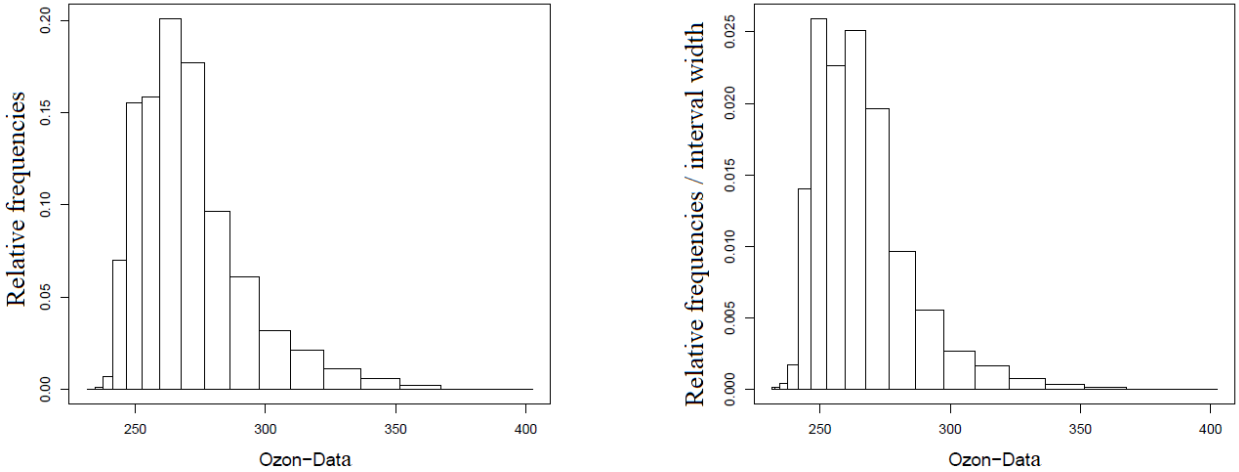 Relative frequencies
0.20
0.15
0.10
0.05
0.00
250 300 350 400
Ozon-Data
Relative frequencies / interval width
0.025
0.020
0.015
0.010
0.005
0.000
250 300 350 400
Ozon-Data